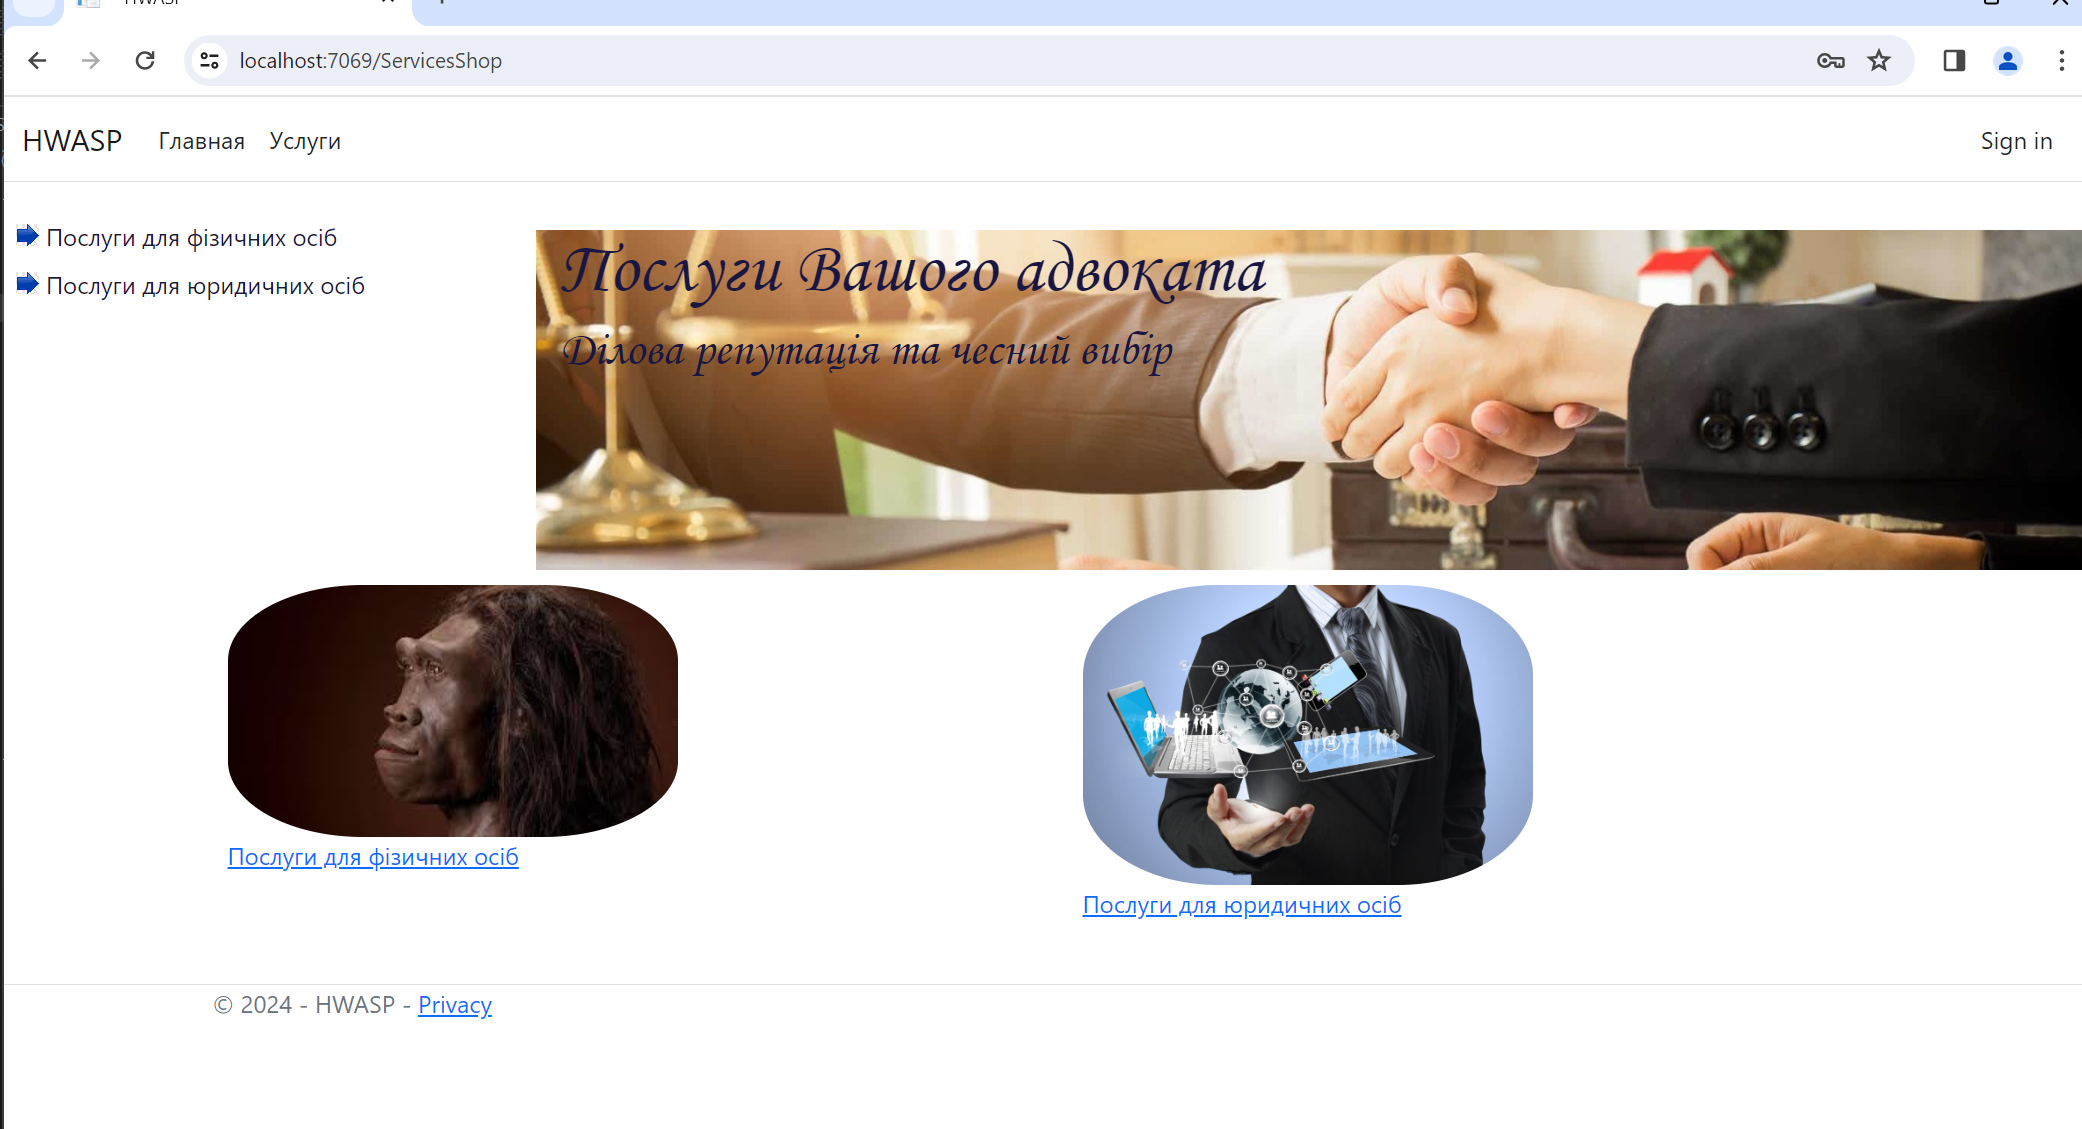 HWASP
localhost:7069/ServicesShop
HWASP Главная Услуги Sign in
Послуги для фізичних осіб
Послуги для юридичних осіб
Послуги Вашого адвоката
Ділова репутація та чесний вибір
Послуги для фізичних осіб
Послуги для юридичних осіб
© 2024 - HWASP - Privacy